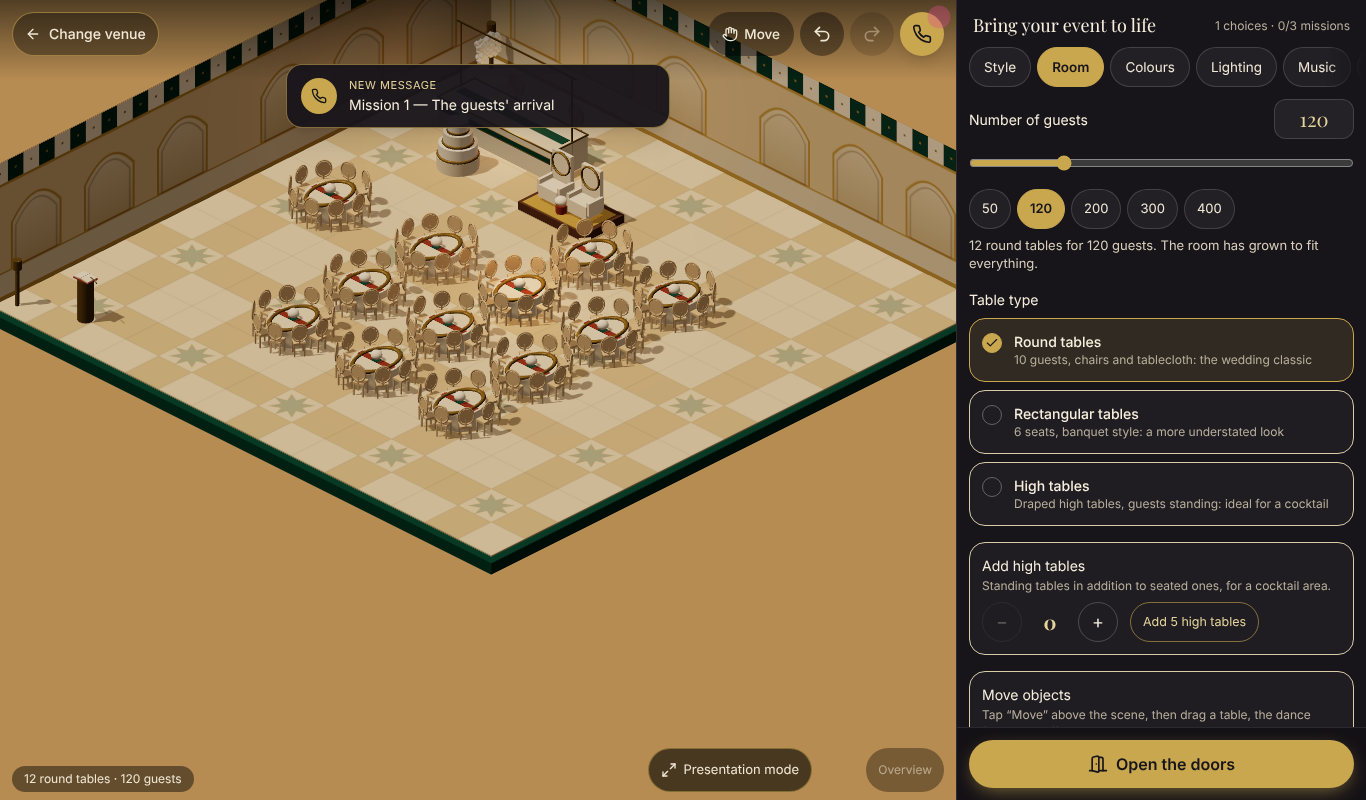 Change venue
Move
NEW MESSAGE
Mission 1 — The guests' arrival
12 round tables · 120 guests
Presentation mode
Overview
Bring your event to life
1 choices · 0/3 missions
Style
Room
Colours
Lighting
Music
Number of guests
120
50
120
200
300
400
12 round tables for 120 guests. The room has grown to fit
everything.
Table type
Round tables
10 guests, chairs and tablecloth: the wedding classic
Rectangular tables
6 seats, banquet style: a more understated look
High tables
Draped high tables, guests standing: ideal for a cocktail
Add high tables
Standing tables in addition to seated ones, for a cocktail area.
−
0
+
Add 5 high tables
Move objects
Tap “Move” above the scene, then drag a table, the dance
Open the doors